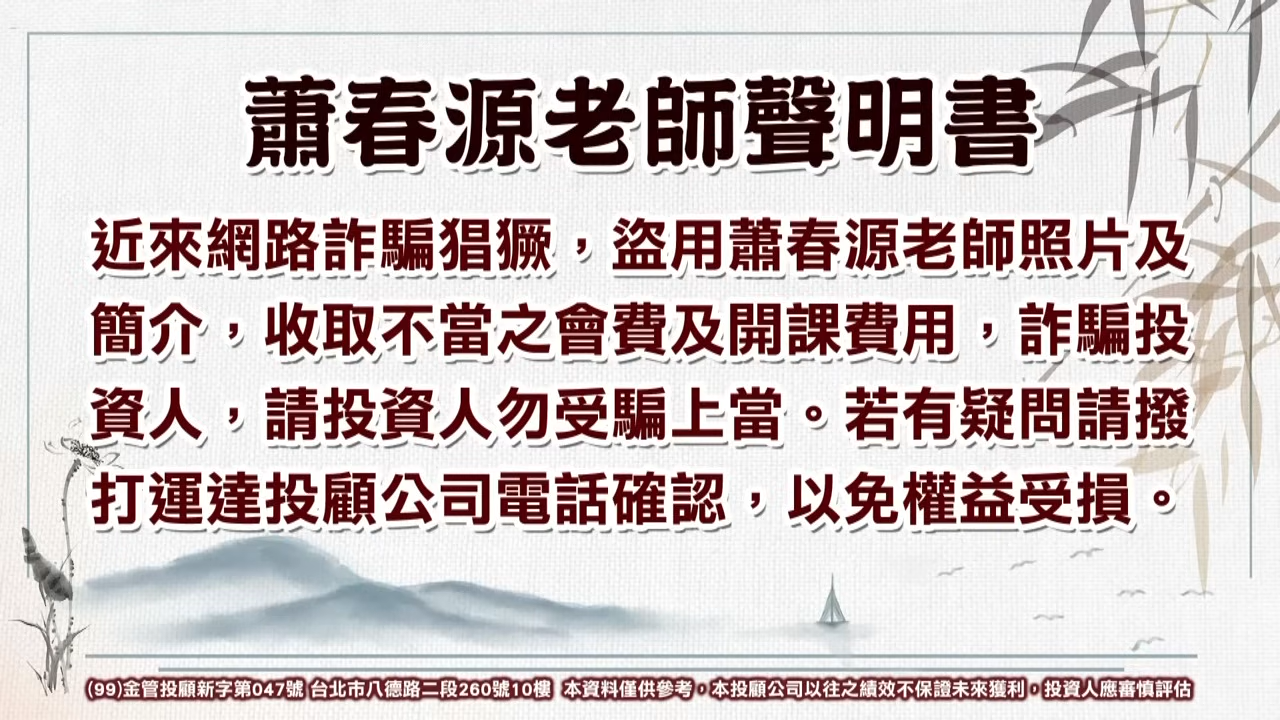 蕭春源老師聲明書
近來網路詐騙猖獗，盜用蕭春源老師照片及
簡介，收取不當之會費及開課費用，詐騙投
資人，請投資人勿受騙上當。若有疑問請撥
打運達投顧公司電話確認，以免權益受損。
(99)金管投顧新字第047號 台北市八德路二段260號10樓 本資料僅供參考，本投顧公司以往之績效不保證未來獲利，投資人應審慎評估